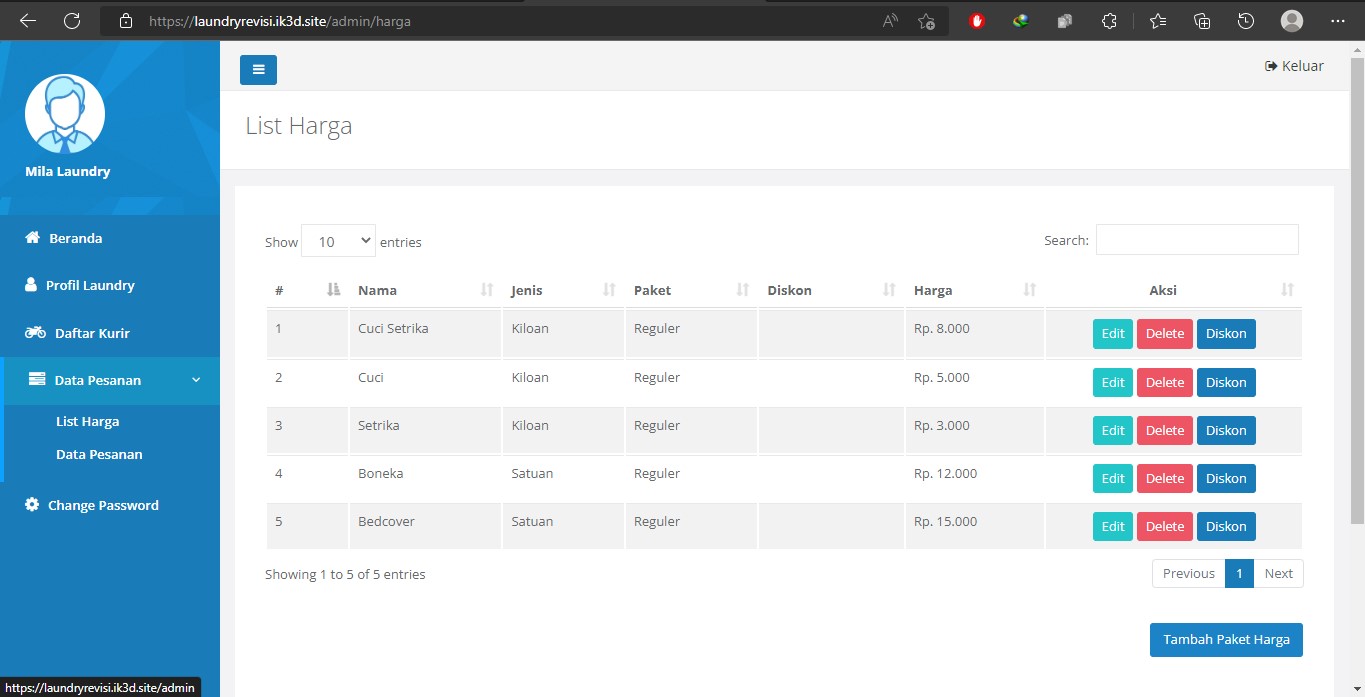 https://laundryrevisi.ik3d.site/admin/harga
Keluar
Mila Laundry
Beranda
Profil Laundry
Daftar Kurir
Data Pesanan
List Harga
Data Pesanan
Change Password
List Harga
Show 10 entries
Search:
# Nama Jenis Paket Diskon Harga Aksi
1 Cuci Setrika Kiloan Reguler Rp. 8.000 Edit Delete Diskon
2 Cuci Kiloan Reguler Rp. 5.000 Edit Delete Diskon
3 Setrika Kiloan Reguler Rp. 3.000 Edit Delete Diskon
4 Boneka Satuan Reguler Rp. 12.000 Edit Delete Diskon
5 Bedcover Satuan Reguler Rp. 15.000 Edit Delete Diskon
Showing 1 to 5 of 5 entries
Previous 1 Next
Tambah Paket Harga
https://laundryrevisi.ik3d.site/admin